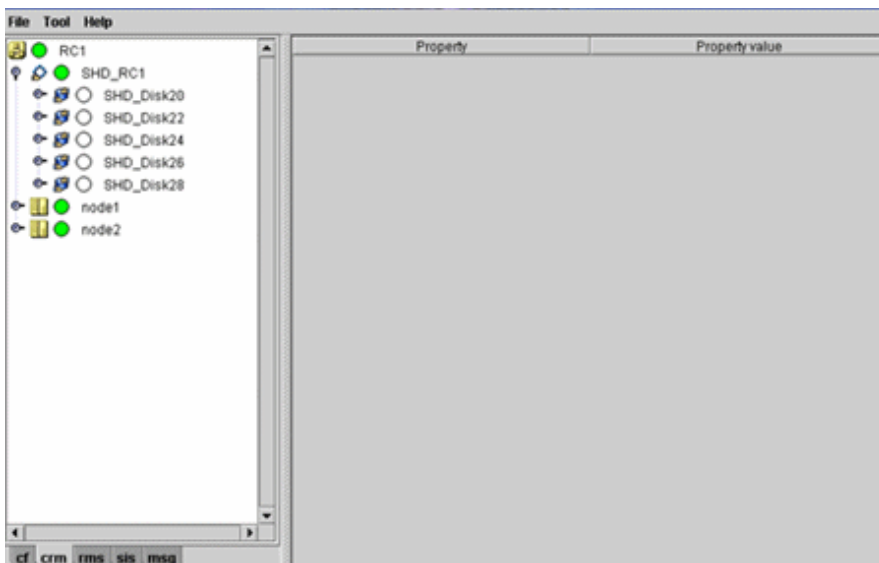 File Tool Help
RC1
SHD_RC1
SHD_Disk20
SHD_Disk22
SHD_Disk24
SHD_Disk26
SHD_Disk28
node1
node2
Property Property value
cf crm rms sis msg